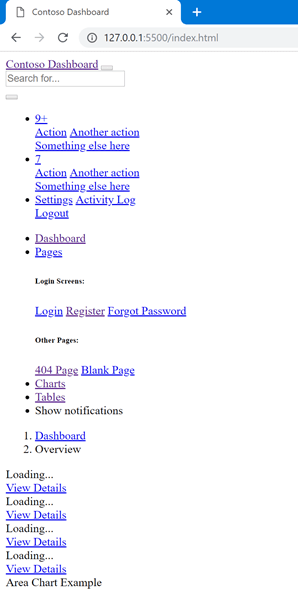 Contoso Dashboard
127.0.0.1:5500/index.html
Contoso Dashboard
Search for...
9+
Action Another action
Something else here
7
Action Another action
Something else here
Settings Activity Log
Logout
Dashboard
Pages
Login Screens:
Login Register Forgot Password
Other Pages:
404 Page Blank Page
Charts
Tables
Show notifications
1. Dashboard
2. Overview
Loading...
View Details
Loading...
View Details
Loading...
View Details
Loading...
View Details
Area Chart Example